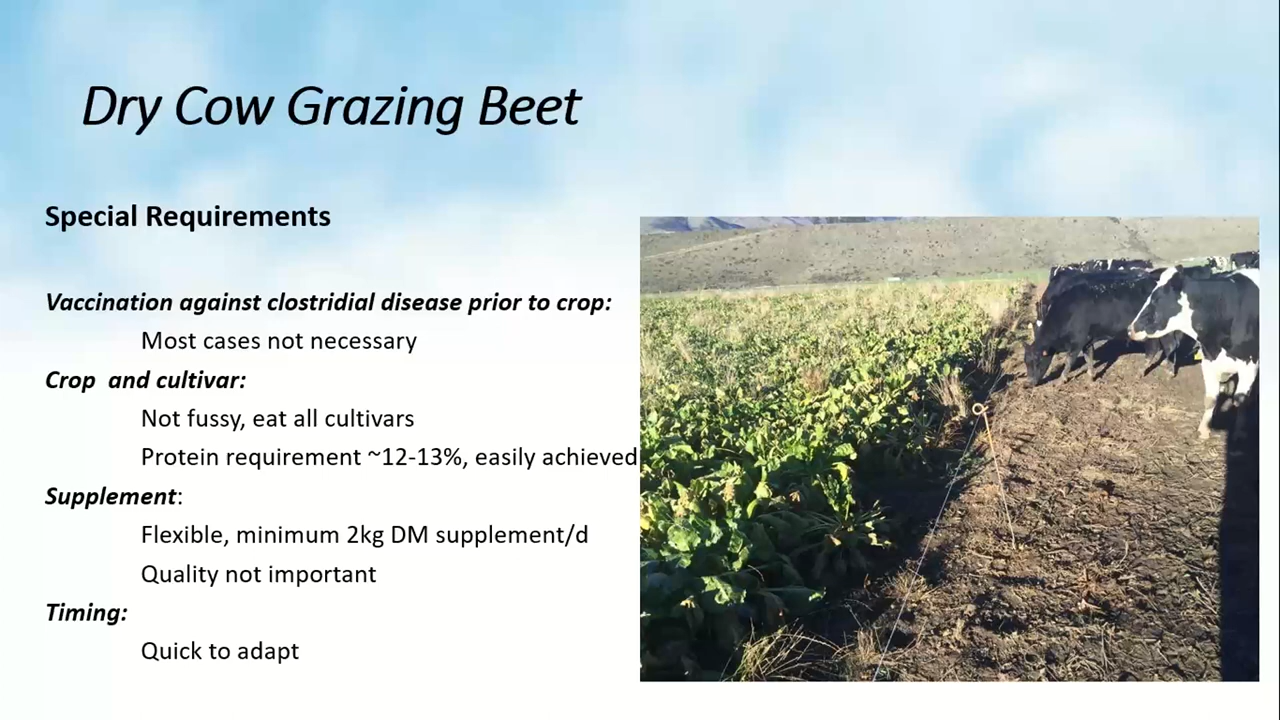 Dry Cow Grazing Beet
Special Requirements
Vaccination against clostridial disease prior to crop:
Most cases not necessary
Crop  and cultivar:
Not fussy, eat all cultivars
Protein requirement ~12-13%, easily achieved
Supplement:
Flexible, minimum 2kg DM supplement/d
Quality not important
Timing:
Quick to adapt